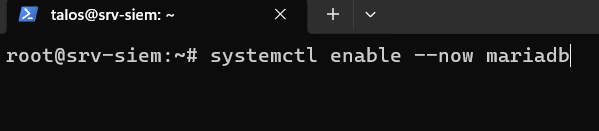 talos@srv-siem: ~
root@srv-siem:~# systemctl enable --now mariadb